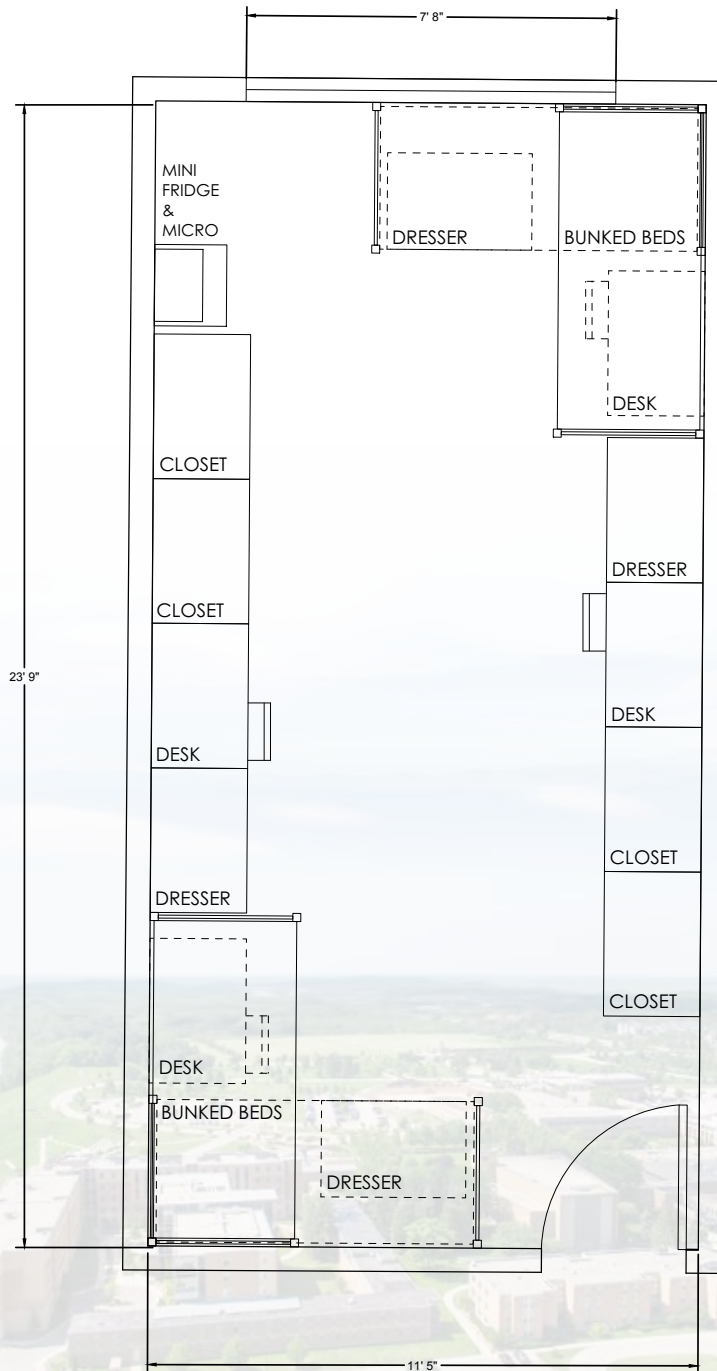 7' 8"
MINI
FRIDGE
&
MICRO
DRESSER
BUNKED BEDS
DESK
CLOSET
DRESSER
CLOSET
23' 9"
DESK
DESK
CLOSET
DRESSER
CLOSET
DESK
BUNKED BEDS
DRESSER
11' 5"